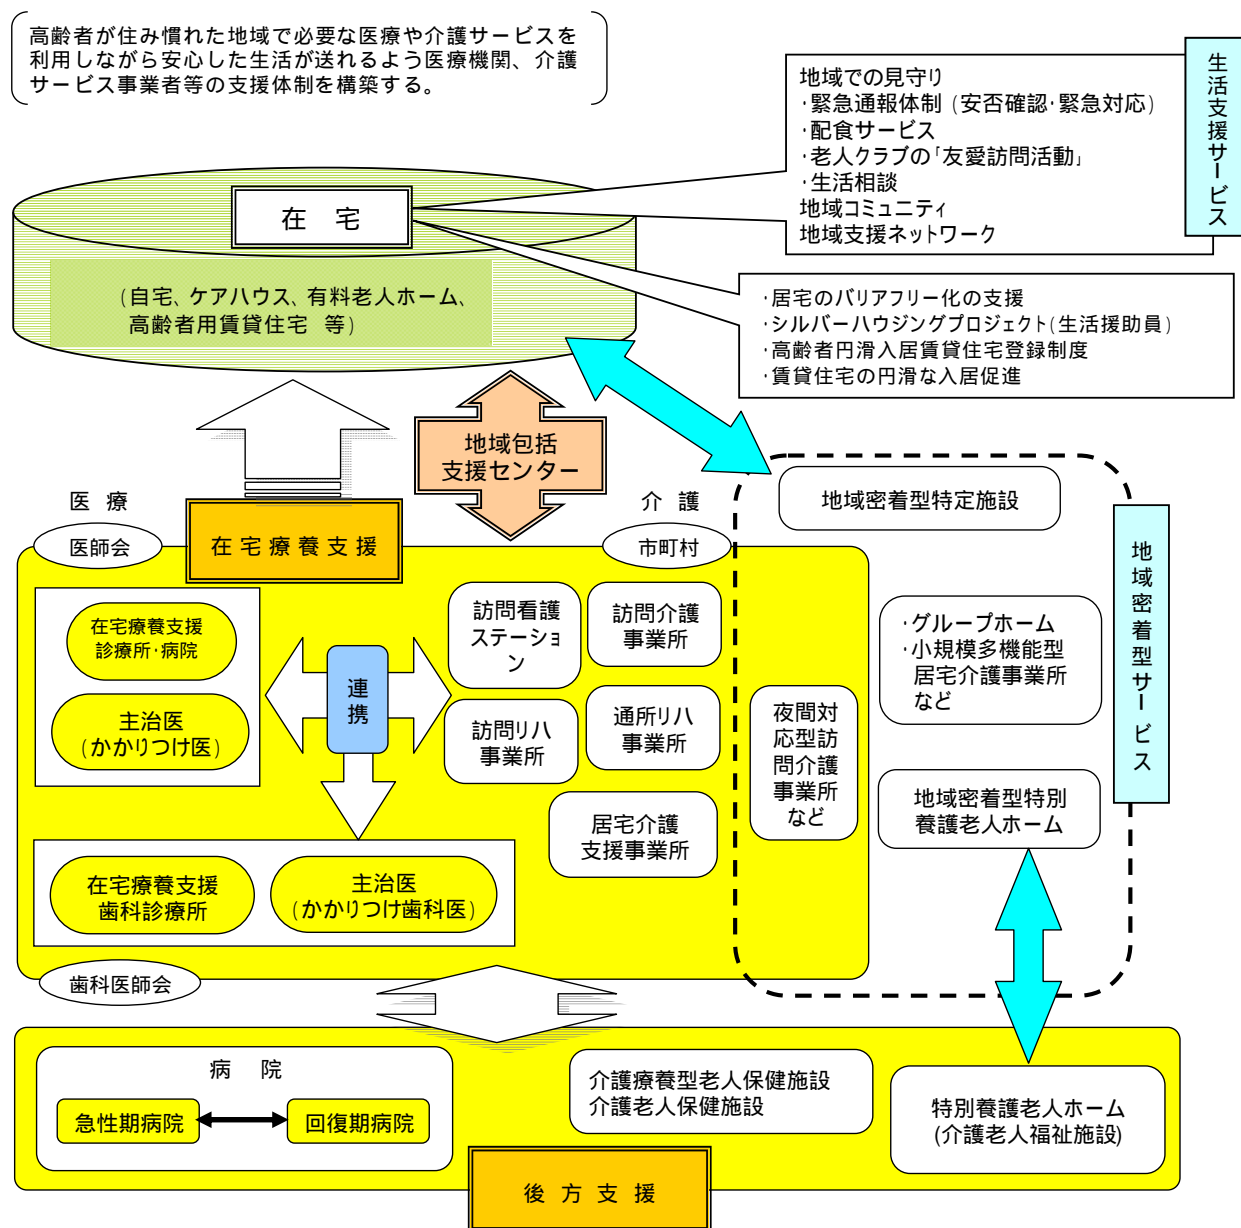 高齢者が住み慣れた地域で必要な医療や介護サービスを
利用しながら安心した生活が送れるよう医療機関、介護
サービス事業者等の支援体制を構築する。
生活支援サービス
地域での見守り
・緊急通報体制（安否確認・緊急対応）
・配食サービス
・老人クラブの「友愛訪問活動」
・生活相談
地域コミュニティ
地域支援ネットワーク
在　宅
（自宅、ケアハウス、有料老人ホーム、
高齢者用賃貸住宅　等）
・居宅のバリアフリー化の支援
・シルバーハウジングプロジェクト（生活援助員）
・高齢者円滑入居賃貸住宅登録制度
・賃貸住宅の円滑な入居促進
地域包括
支援センター
医　療
医師会
在宅療養支援
介　護
市町村
地域密着型特定施設
地域密着型サービス
在宅療養支援
診療所・病院
主治医
（かかりつけ医）
連
携
訪問看護
ステーショ
ン
訪問介護
事業所
訪問リハ
事業所
通所リハ
事業所
居宅介護
支援事業所
夜間対
応型訪
問介護
事業所
など
・グループホーム
・小規模多機能型
居宅介護事業所
など
地域密着型特別
養護老人ホーム
在宅療養支援
歯科診療所
主治医
（かかりつけ歯科医）
歯科医師会
病　院
急性期病院
回復期病院
介護療養型老人保健施設
介護老人保健施設
特別養護老人ホーム
(介護老人福祉施設)
後方支援